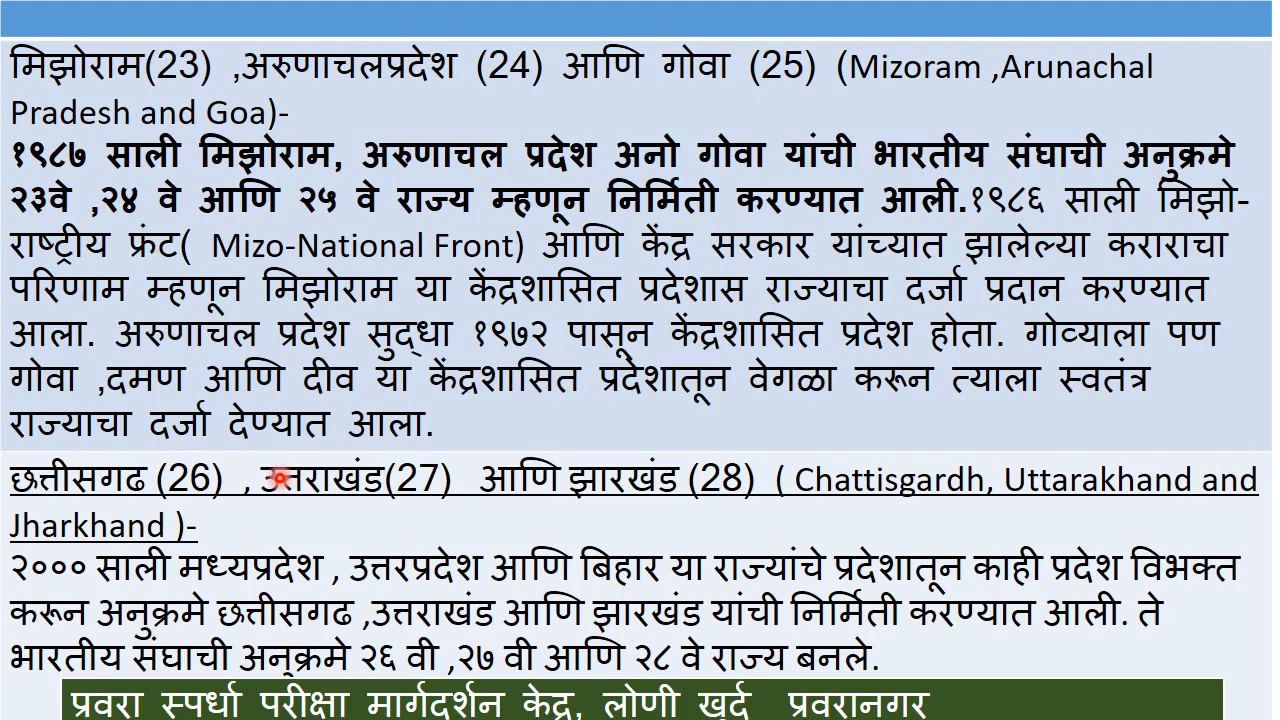 मिझोराम(23) ,अरुणाचलप्रदेश (24) आणि गोवा (25) (Mizoram ,Arunachal
Pradesh and Goa)-
१९८७ साली मिझोराम, अरुणाचल प्रदेश अनो गोवा यांची भारतीय संघाची अनुक्रमे
२३वे ,२४ वे आणि २५ वे राज्य म्हणून निर्मिती करण्यात आली.१९८६ साली मिझो-
राष्ट्रीय फ्रंट( Mizo-National Front) आणि केंद्र सरकार यांच्यात झालेल्या कराराचा
परिणाम म्हणून मिझोराम या केंद्रशासित प्रदेशास राज्याचा दर्जा प्रदान करण्यात
आला. अरुणाचल प्रदेश सुद्धा १९७२ पासून केंद्रशासित प्रदेश होता. गोव्याला पण
गोवा ,दमण आणि दीव या केंद्रशासित प्रदेशातून वेगळा करून त्याला स्वतंत्र
राज्याचा दर्जा देण्यात आला.
छत्तीसगढ (26) , उत्तराखंड(27) आणि झारखंड (28) ( Chattisgardh, Uttarakhand and
Jharkhand )-
२००० साली मध्यप्रदेश , उत्तरप्रदेश आणि बिहार या राज्यांचे प्रदेशातून काही प्रदेश विभक्त
करून अनुक्रमे छत्तीसगढ ,उत्तराखंड आणि झारखंड यांची निर्मिती करण्यात आली. ते
भारतीय संघाची अनुक्रमे २६ वी ,२७ वी आणि २८ वे राज्य बनले.
प्रवरा स्पर्धा परीक्षा मार्गदर्शन केंद्र, लोणी खुर्द प्रवरानगर